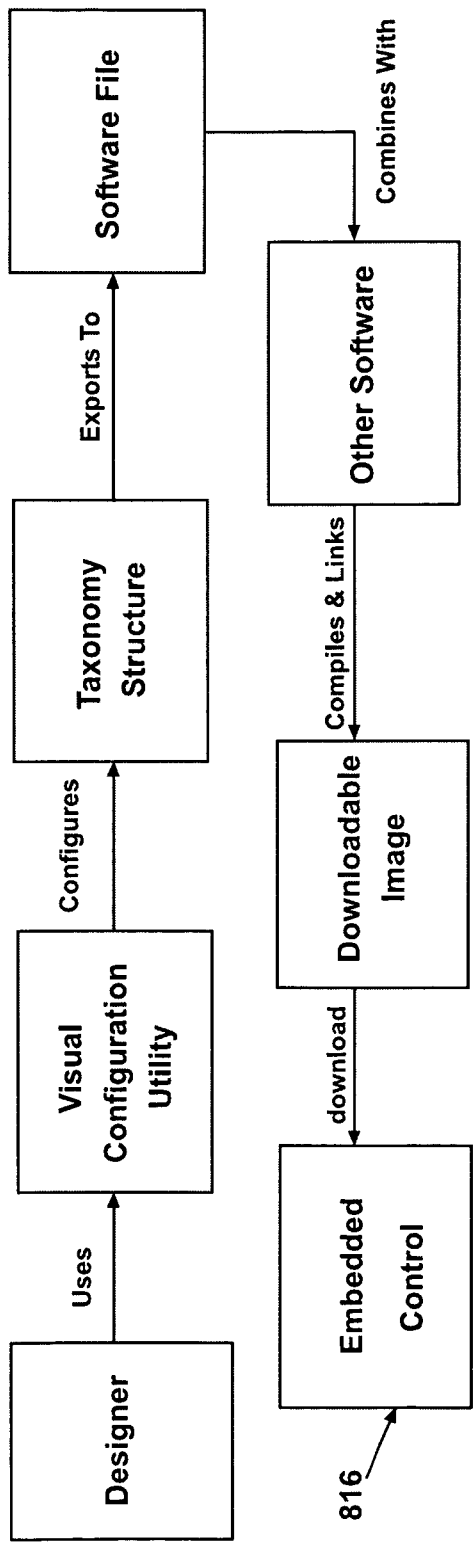 Designer
Uses
Visual
Configuration
Utility
Configures
Taxonomy
Structure
Exports To
Software File
Combines With
Other Software
Compiles & Links
Downloadable
Image
download
Embedded
Control
816